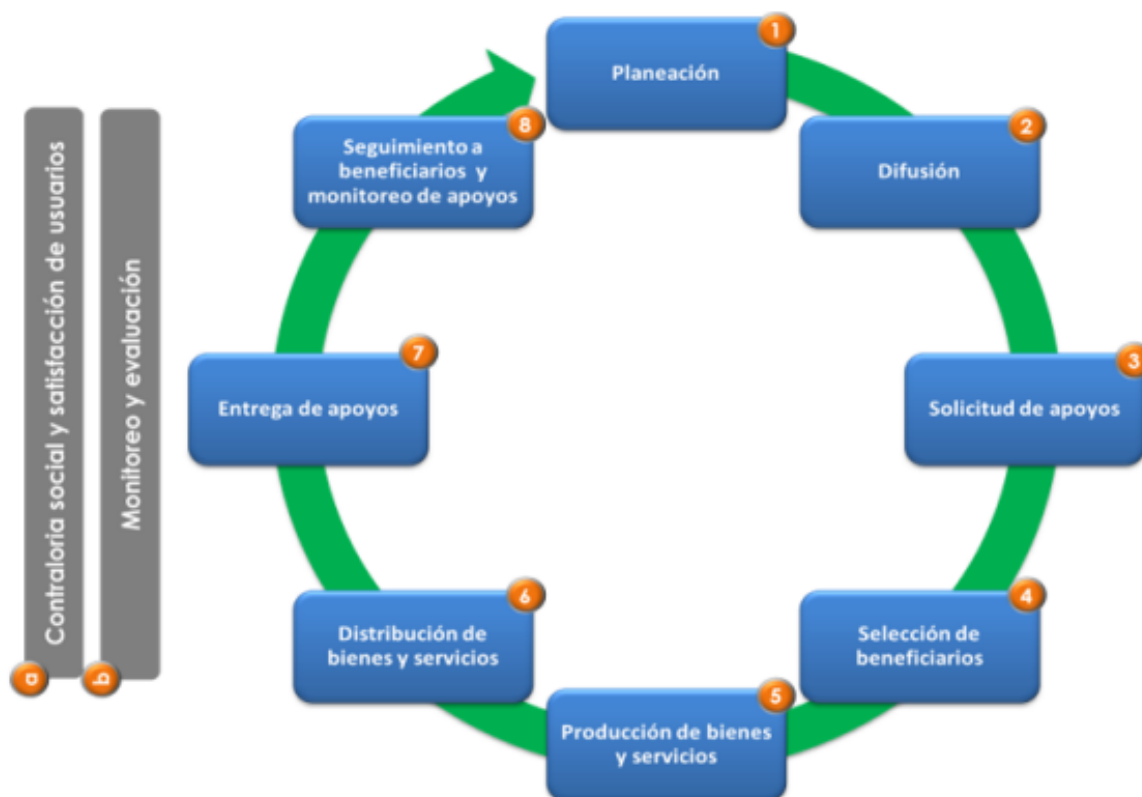 1
Planeación
2
Difusión
3
Solicitud de apoyos
4
Selección de
beneficiarios
5
Producción de bienes
y servicios
6
Distribución de
bienes y servicios
7
Entrega de apoyos
8
Seguimiento a
beneficiarios y
monitoreo de apoyos
a
Contraloria social y satisfacción de usuarios
b
Monitoreo y evaluación